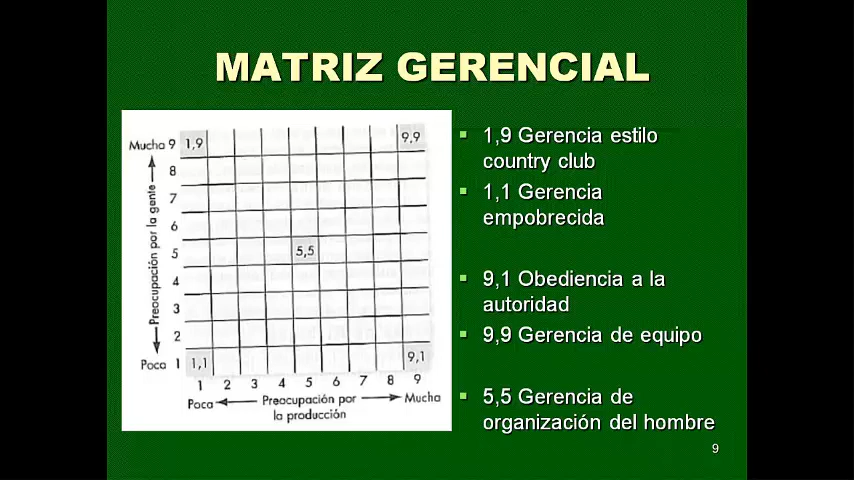 MATRIZ GERENCIAL
Mucha 9 1,9 9,9
8
7
6
5 5,5
4
3
2
Poca 1 1,1 9,1
Preocupación por la gente
1 2 3 4 5 6 7 8 9
Poca Preocupación por Mucha
la producción
1,9 Gerencia estilo
country club
1,1 Gerencia
empobrecida
9,1 Obediencia a la
autoridad
9,9 Gerencia de equipo
5,5 Gerencia de
organización del hombre
9